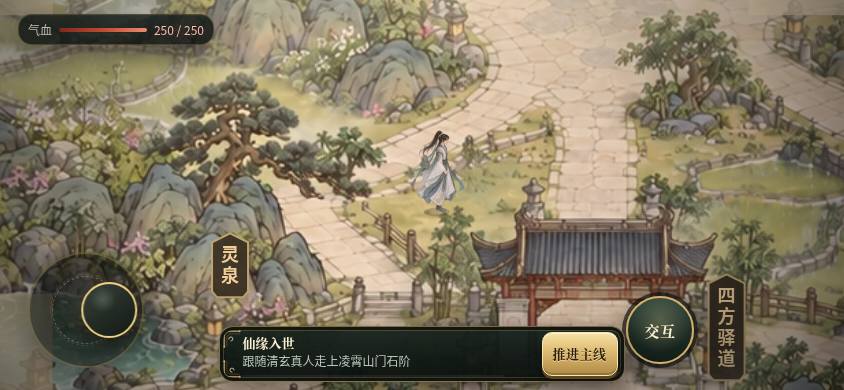 气血
250 / 250
灵泉
仙缘入世
跟随清玄真人走上凌霄山门石阶
推进主线
交互
四方驿道